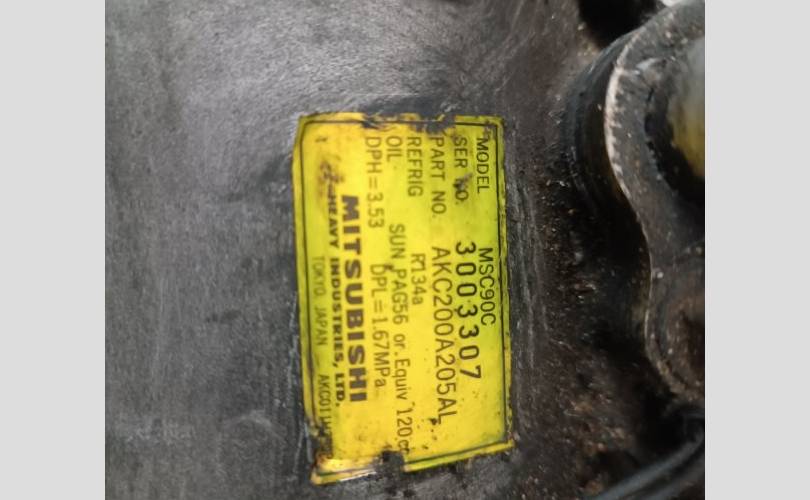 MODEL MSC90C
SER NO. 3003307
PART NO. AKC200A205AL
REFRIG R134a
OIL SUN PAG56 or Equiv 120cc
DPH=3.53 DPL=1.67MPa
MITSUBISHI
HEAVY INDUSTRIES, LTD.
TOKYO JAPAN